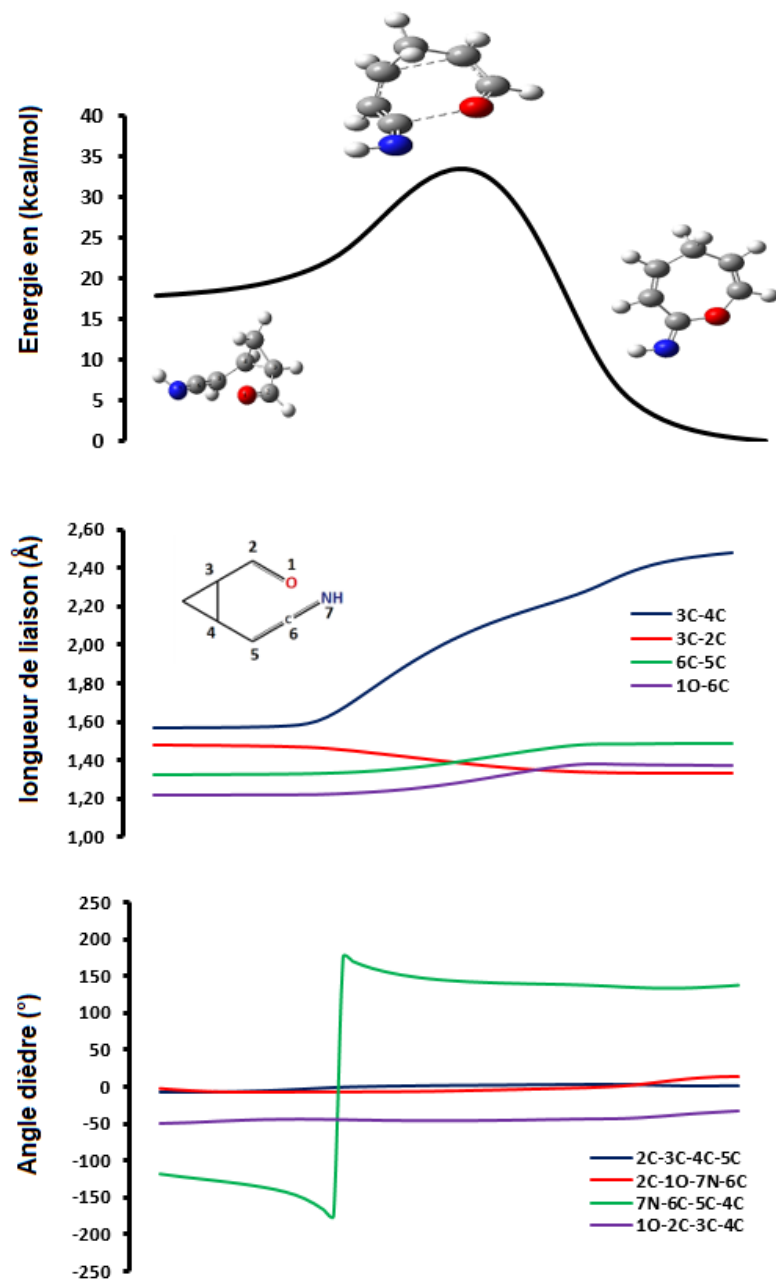 Energie en (kcal/mol)
40
35
30
25
20
15
10
5
0
longueur de liaison (Å)
2,60
2,40
2,20
2,00
1,80
1,60
1,40
1,20
1,00
2
1
3
O
NH
C
7
4
6
5
3C-4C
3C-2C
6C-5C
1O-6C
Angle dièdre (°)
250
200
150
100
50
0
-50
-100
-150
-200
-250
2C-3C-4C-5C
2C-1O-7N-6C
7N-6C-5C-4C
1O-2C-3C-4C